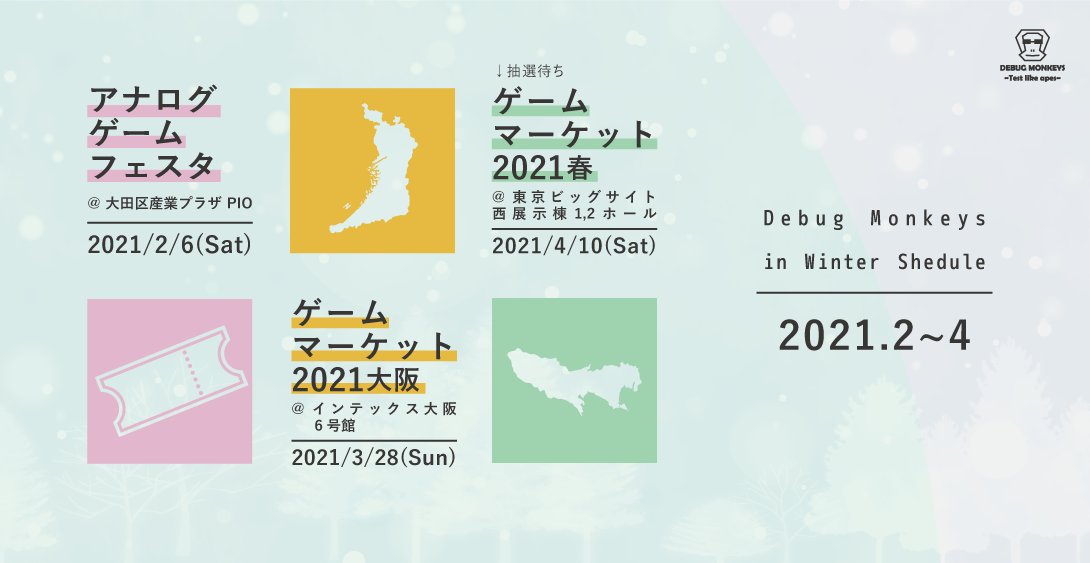 アナログ
ゲーム
フェスタ
@ 大田区産業プラザ PIO
2021/2/6(Sat)
ゲーム
マーケット
2021大阪
@ インテックス大阪
6号館
2021/3/28(Sun)
↓抽選待ち
ゲーム
マーケット
2021春
@ 東京ビッグサイト
西展示棟 1,2 ホール
2021/4/10(Sat)
Debug Monkeys
in Winter Shedule
2021.2~4
DEBUG MONKEYS
~Test like apes~